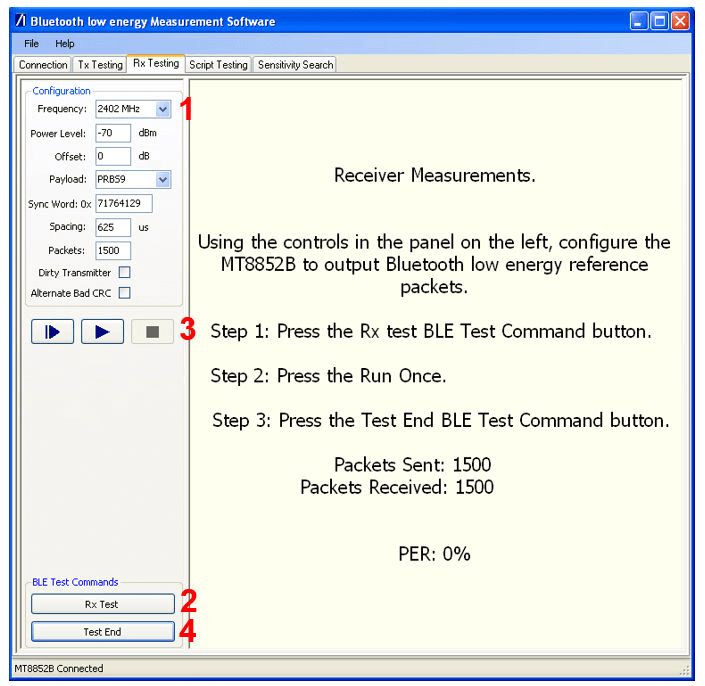 Bluetooth low energy Measurement Software
File Help
Connection Tx Testing Rx Testing Script Testing Sensitivity Search
Configuration
Frequency: 2402 MHz 1
Power Level: -70 dBm
Offset: 0 dB
Payload: PRBS9
Sync Word: 0x 71764129
Spacing: 625 us
Packets: 1500
Dirty Transmitter
Alternate Bad CRC
3
BLE Test Commands
Rx Test 2
Test End 4
Receiver Measurements.
Using the controls in the panel on the left, configure the
MT8852B to output Bluetooth low energy reference
packets.
Step 1: Press the Rx test BLE Test Command button.
Step 2: Press the Run Once.
Step 3: Press the Test End BLE Test Command button.
Packets Sent: 1500
Packets Received: 1500
PER: 0%
MT8852B Connected